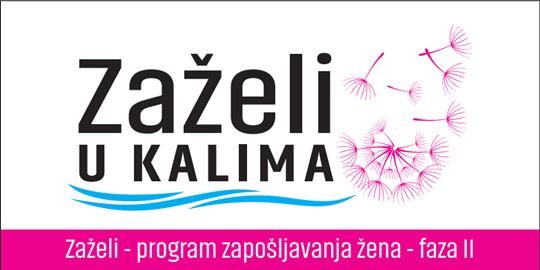 Zaželi
U KALIMA
Zaželi - program zapošljavanja žena - faza II